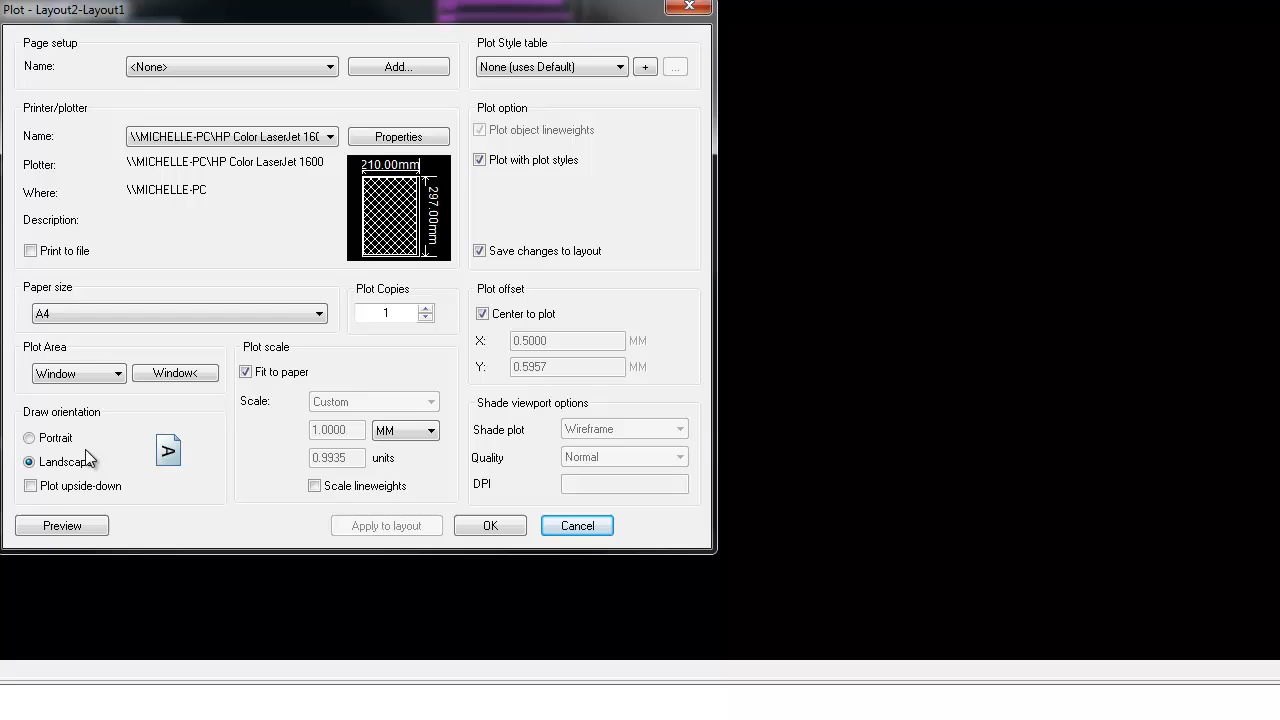 Plot - Layout2-Layout1
Page setup
Name:
<None>
Add...
Plot Style table
None (uses Default)
+
...
Printer/plotter
Name:
\\MICHELLE-PC\HP Color LaserJet 160
Properties
Plotter:
\\MICHELLE-PC\HP Color LaserJet 1600
Where:
\\MICHELLE-PC
Description:
Print to file
210.00mm
297.00mm
Plot option
Plot object lineweights
Plot with plot styles
Save changes to layout
Paper size
A4
Plot Copies
1
Plot offset
Center to plot
X:
0.5000
MM
Y:
0.5957
MM
Plot Area
Window
Window<
Plot scale
Fit to paper
Scale:
Custom
1.0000
MM
0.9935
units
Scale lineweights
Draw orientation
Portrait
Landscape
A
Plot upside-down
Shade viewport options
Shade plot
Wireframe
Quality
Normal
DPI
Preview
Apply to layout
OK
Cancel